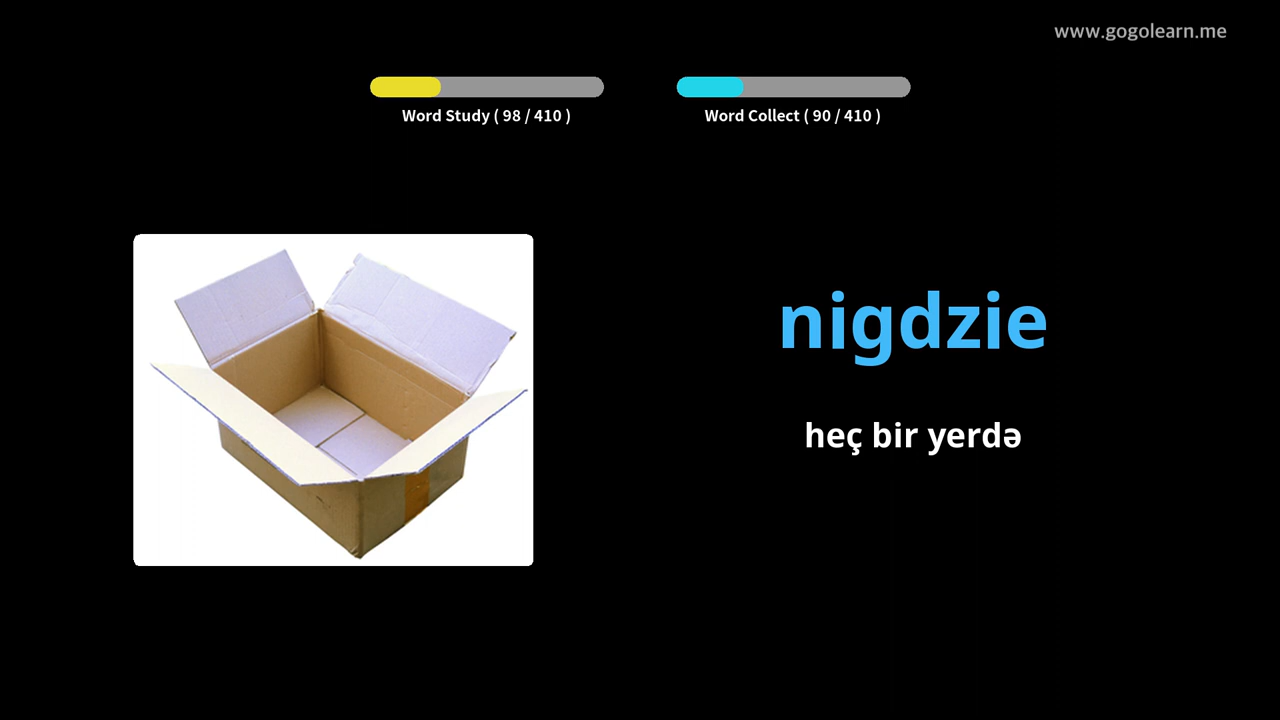 www.gogolearn.me
Word Study ( 98 / 410 )
Word Collect ( 90 / 410 )
nigdzie
heç bir yerdə